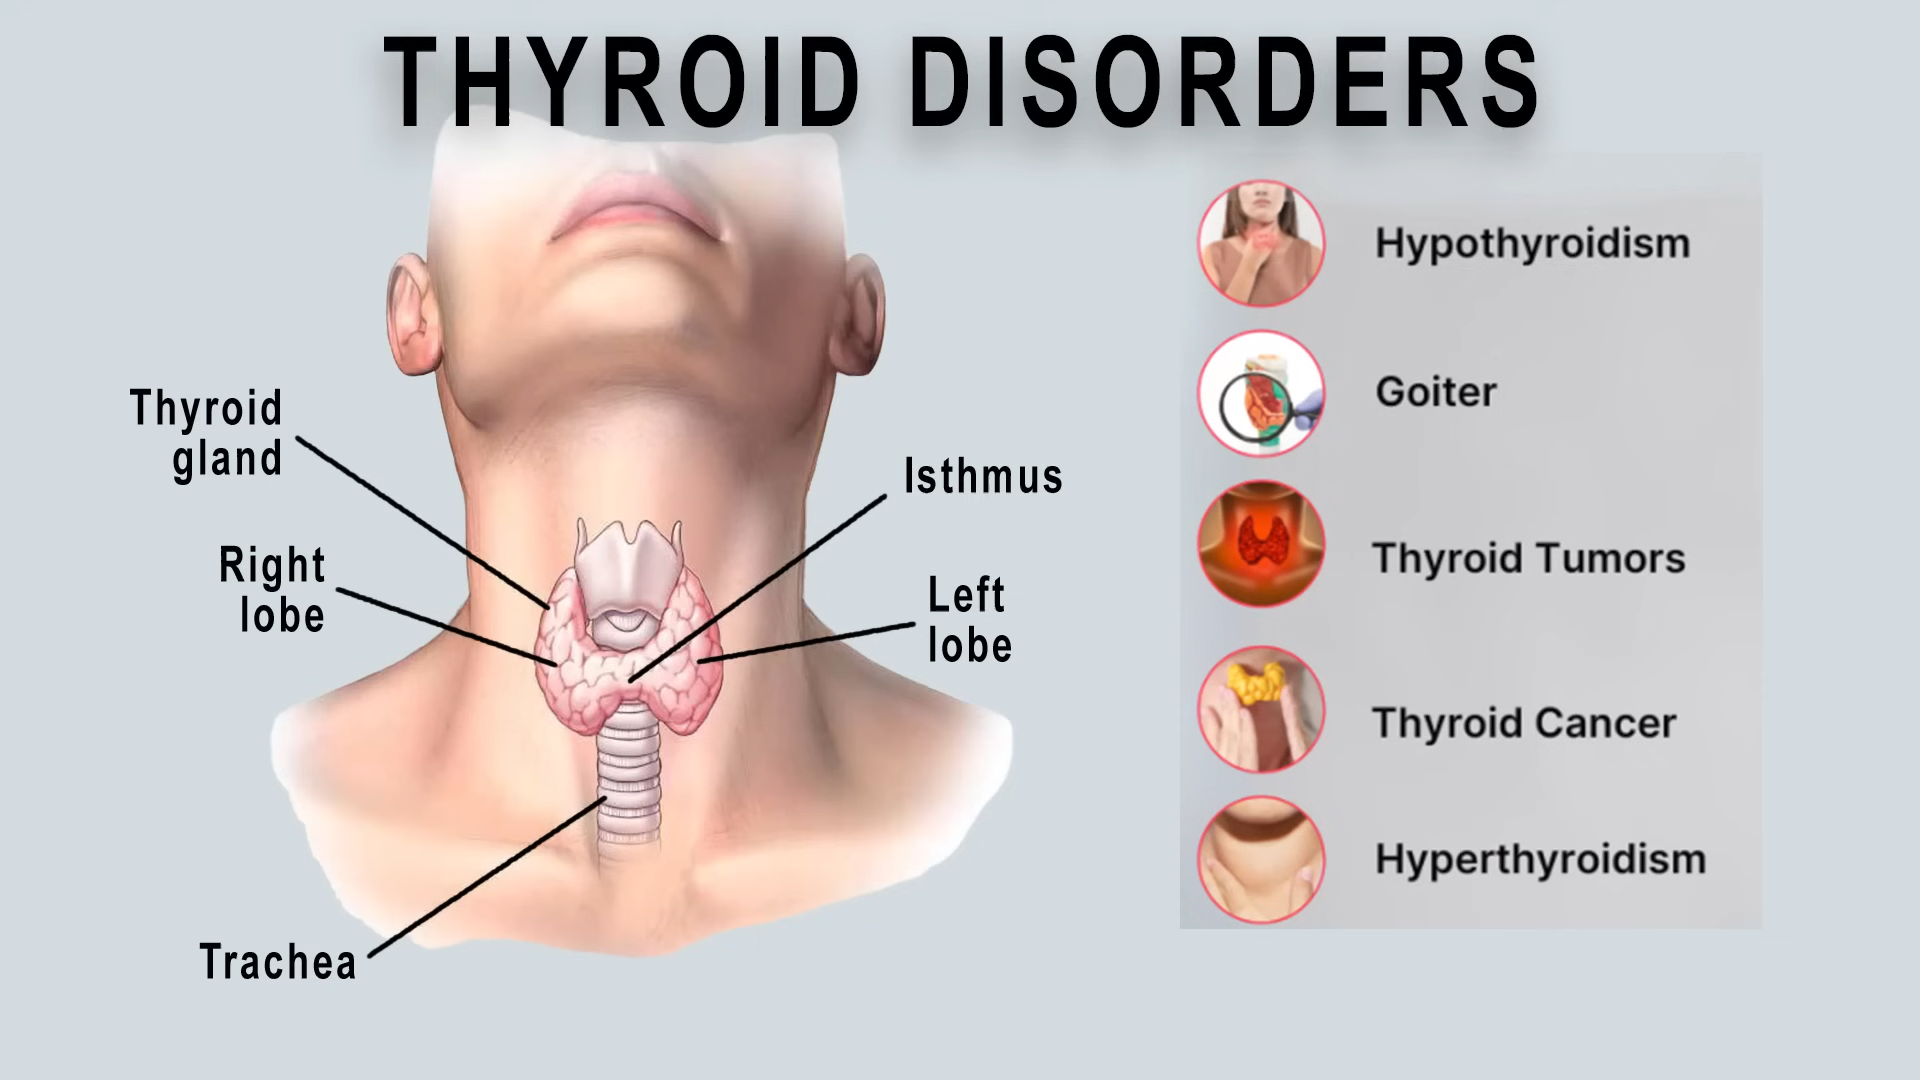 THYROID DISORDERS
Thyroid
gland
Right
lobe
Trachea
Isthmus
Left
lobe
Hypothyroidism
Goiter
Thyroid Tumors
Thyroid Cancer
Hyperthyroidism